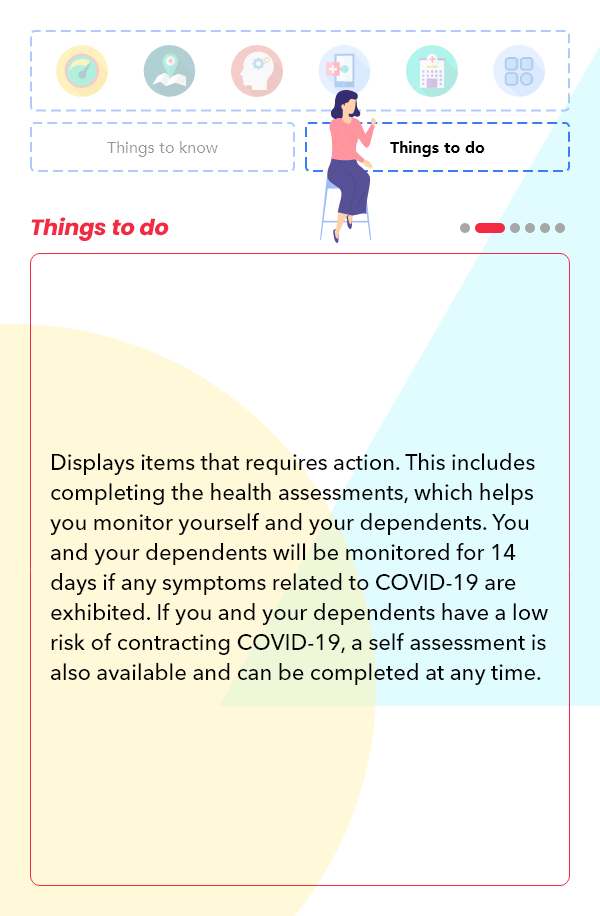 Things to know
Things to do
Things to do
Displays items that requires action. This includes
completing the health assessments, which helps
you monitor yourself and your dependents. You
and your dependents will be monitored for 14
days if any symptoms related to COVID-19 are
exhibited. If you and your dependents have a low
risk of contracting COVID-19, a self assessment is
also available and can be completed at any time.